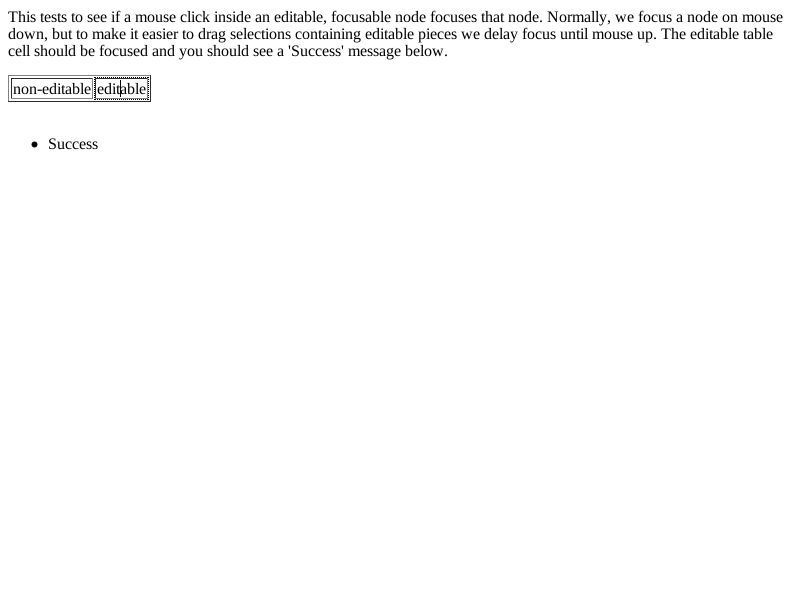 This tests to see if a mouse click inside an editable, focusable node focuses that node. Normally, we focus a node on mouse
down, but to make it easier to drag selections containing editable pieces we delay focus until mouse up. The editable table
cell should be focused and you should see a 'Success' message below.
non-editable editable
• Success